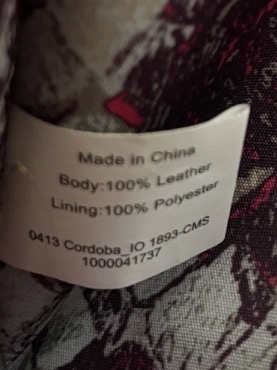 Made in China
Body:100% Leather
Lining:100% Polyester
0413 Cordoba_IO 1893-CMS
1000041737